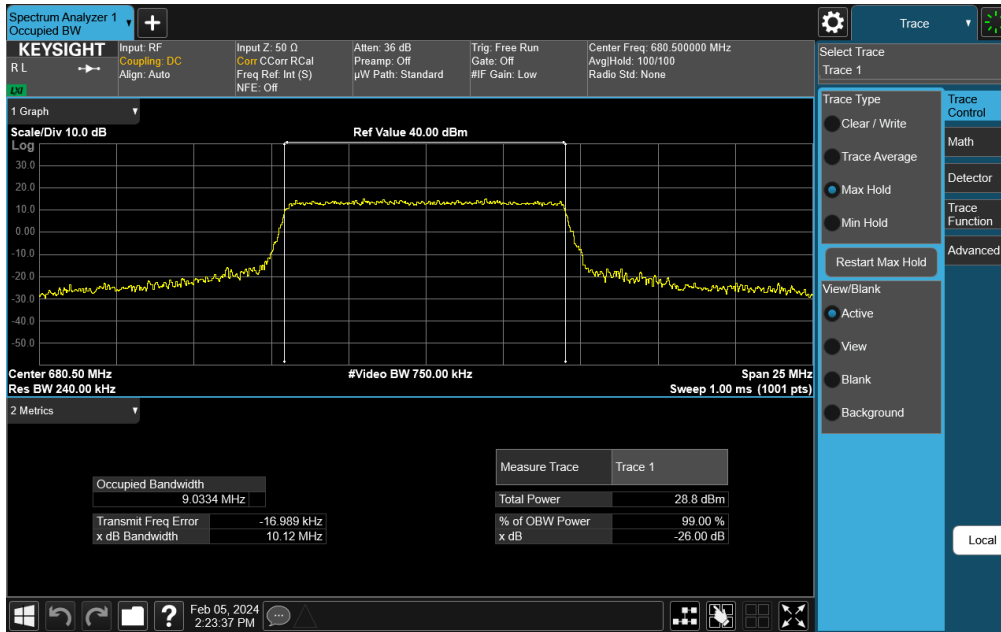 Spectrum Analyzer 1
Occupied BW
KEYSIGHT
R L
LXI
Input: RF
Coupling: DC
Align: Auto
Input Z: 50 Ω
Corr CCorr RCal
Freq Ref: Int (S)
NFE: Off
Atten: 36 dB
Preamp: Off
µW Path: Standard
Trig: Free Run
Gate: Off
#IF Gain: Low
Center Freq: 680.500000 MHz
Avg|Hold: 100/100
Radio Std: None
1 Graph
Scale/Div 10.0 dB
Ref Value 40.00 dBm
Log
30.0
20.0
10.0
0.00
-10.0
-20.0
-30.0
-40.0
-50.0
Center 680.50 MHz
#Video BW 750.00 kHz
Span 25 MHz
Res BW 240.00 kHz
Sweep 1.00 ms (1001 pts)
2 Metrics
Occupied Bandwidth
9.0334 MHz
Transmit Freq Error -16.989 kHz
x dB Bandwidth 10.12 MHz
Measure Trace Trace 1
Total Power 28.8 dBm
% of OBW Power 99.00 %
x dB -26.00 dB
Feb 05, 2024
2:23:37 PM
Trace
Select Trace
Trace 1
Trace Type
Clear / Write
Trace Average
Max Hold
Min Hold
Restart Max Hold
View/Blank
Active
View
Blank
Background
Trace
Control
Math
Detector
Trace
Function
Advanced
Local